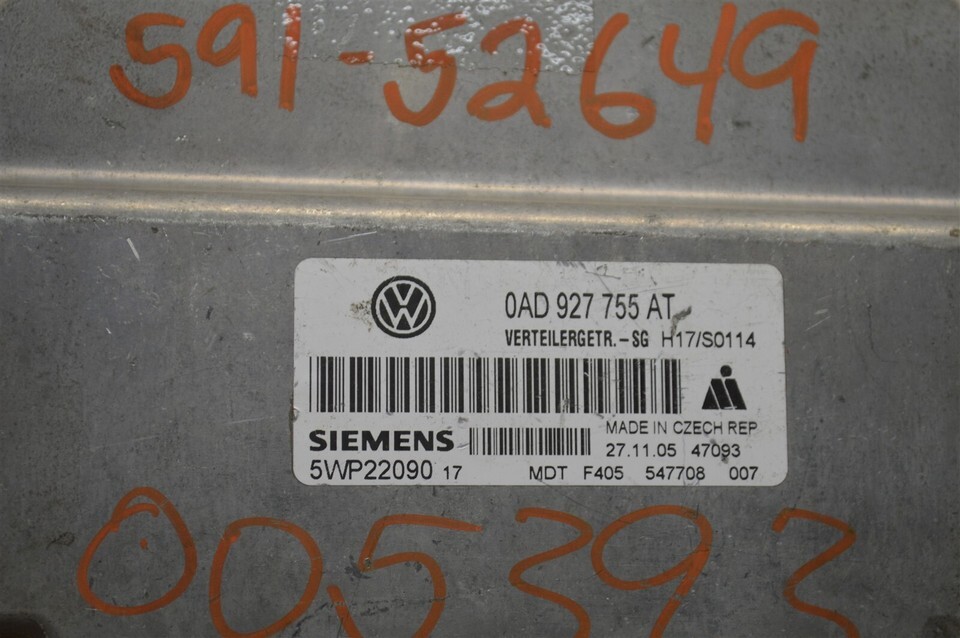 591-52649
0AD 927 755 AT
VERTEILERGETR.-SG H17/S0114
MADE IN CZECH REP
SIEMENS
27.11.05 47093
5WP22090 17 MDT F405 547708 007
005393